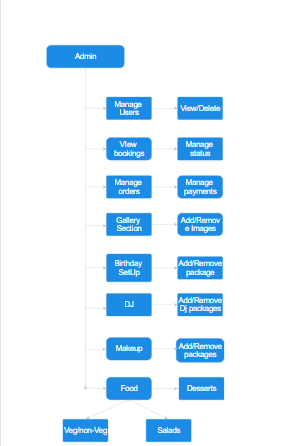 Admin
Manage
Users
View/Delete
View
bookings
Manage
status
Manage
orders
Manage
payments
Gallery
Section
Add/Remov
e Images
Birthday
SetUp
Add/Remove
package
DJ
Add/Remove
Dj packages
Makeup
Add/Remove
packages
Food
Desserts
Veg/non-Veg
Salads